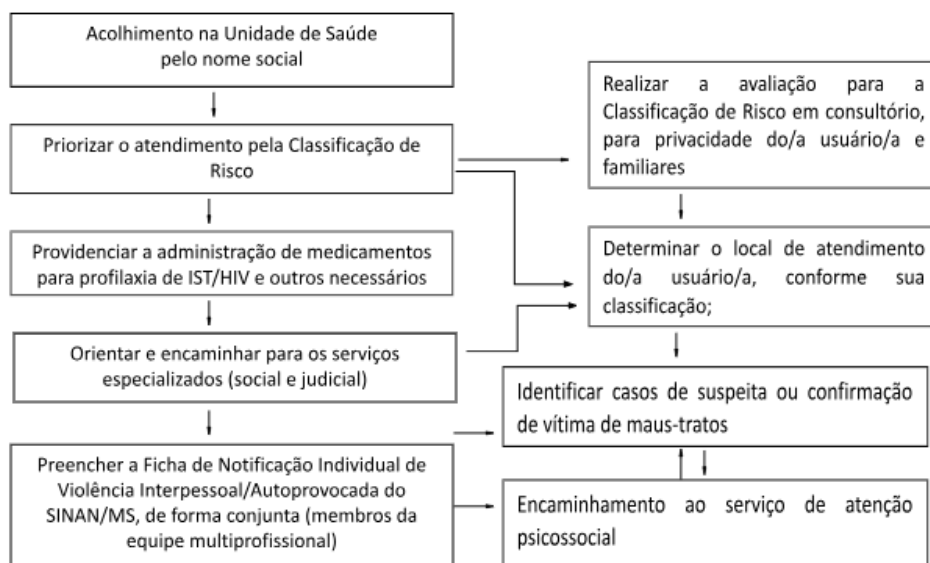 Acolhimento na Unidade de Saúde
pelo nome social
Priorizar o atendimento pela Classificação de
Risco
Providenciar a administração de medicamentos
para profilaxia de IST/HIV e outros necessários
Orientar e encaminhar para os serviços
especializados (social e judicial)
Preencher a Ficha de Notificação Individual de
Violência Interpessoal/Autoprovocada do
SINAN/MS, de forma conjunta (membros da
equipe multiprofissional)
Realizar a avaliação para a
Classificação de Risco em consultório,
para privacidade do/a usuário/a e
familiares
Determinar o local de atendimento
do/a usuário/a, conforme sua
classificação;
Identificar casos de suspeita ou confirmação
de vítima de maus-tratos
Encaminhamento ao serviço de atenção
psicossocial